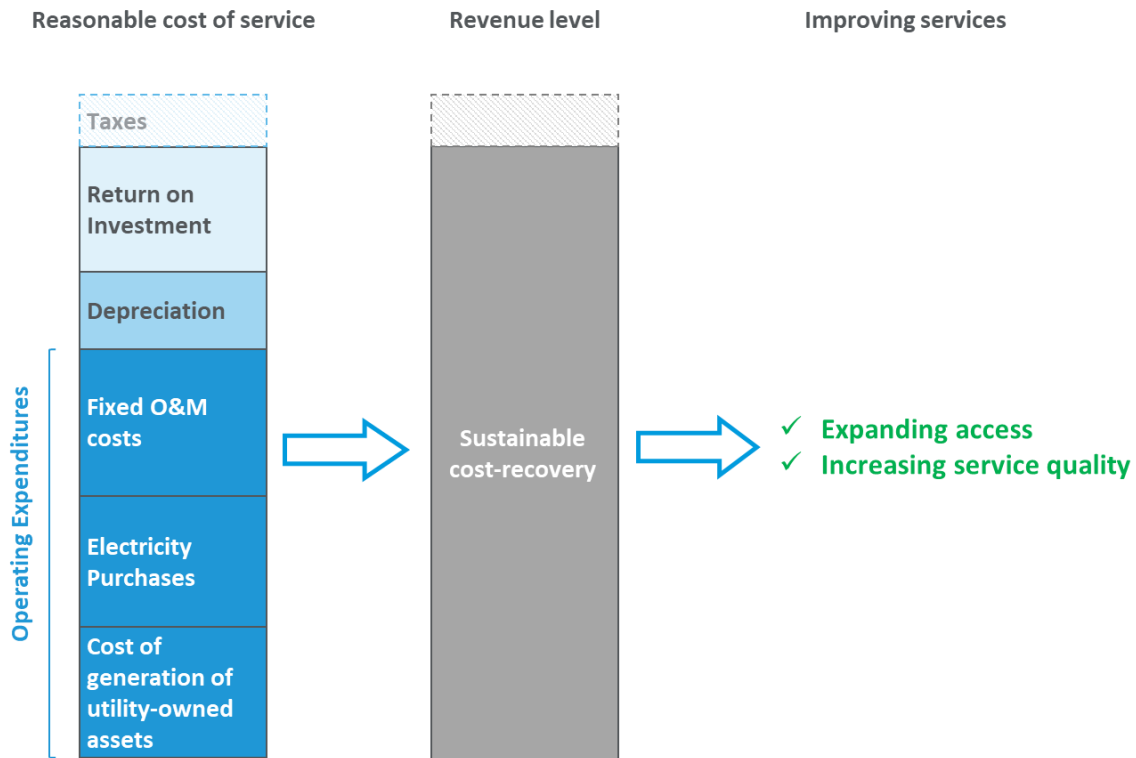 Reasonable cost of service
Revenue level
Improving services
Taxes
Return on
Investment
Depreciation
Operating Expenditures
Fixed O&M
costs
Electricity
Purchases
Cost of
generation of
utility-owned
assets
Sustainable
cost-recovery
✓ Expanding access
✓ Increasing service quality